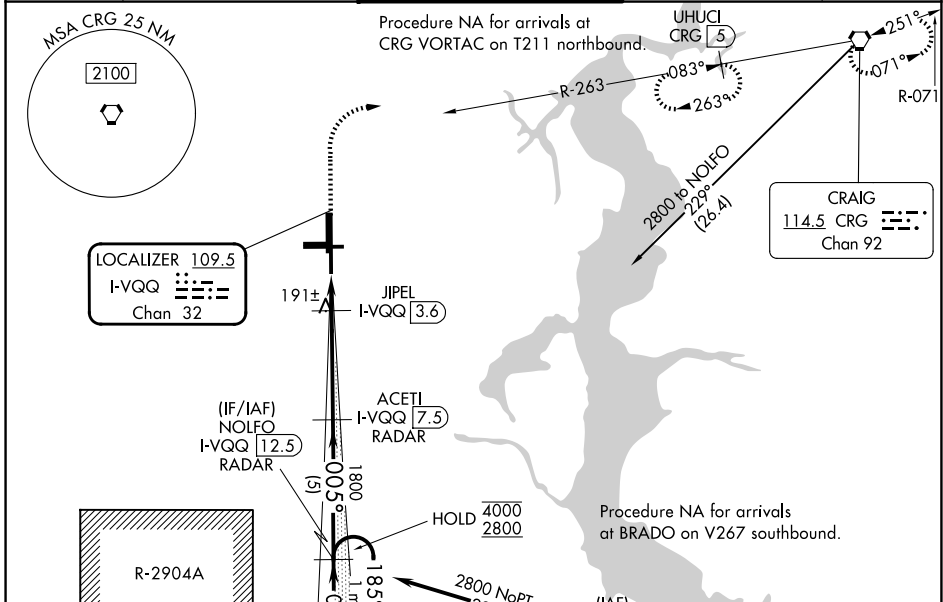 MSA CRG 25 NM
2100
Procedure NA for arrivals at
CRG VORTAC on T211 northbound.
UHUCI
CRG 5
R-263
083°
263°
251°
071°
R-071
2800 to NOLFO
229°
(26.4)
CRAIG
114.5 CRG
Chan 92
LOCALIZER 109.5
I-VQQ
Chan 32
191±
JIPEL
I-VQQ 3.6
ACETI
I-VQQ 7.5
RADAR
(IF/IAF)
NOLFO
I-VQQ 12.5
RADAR
1800
005°
(5)
HOLD 4000
2800
185°
Procedure NA for arrivals
at BRADO on V267 southbound.
R-2904A
2800 NoPT
(IAF)